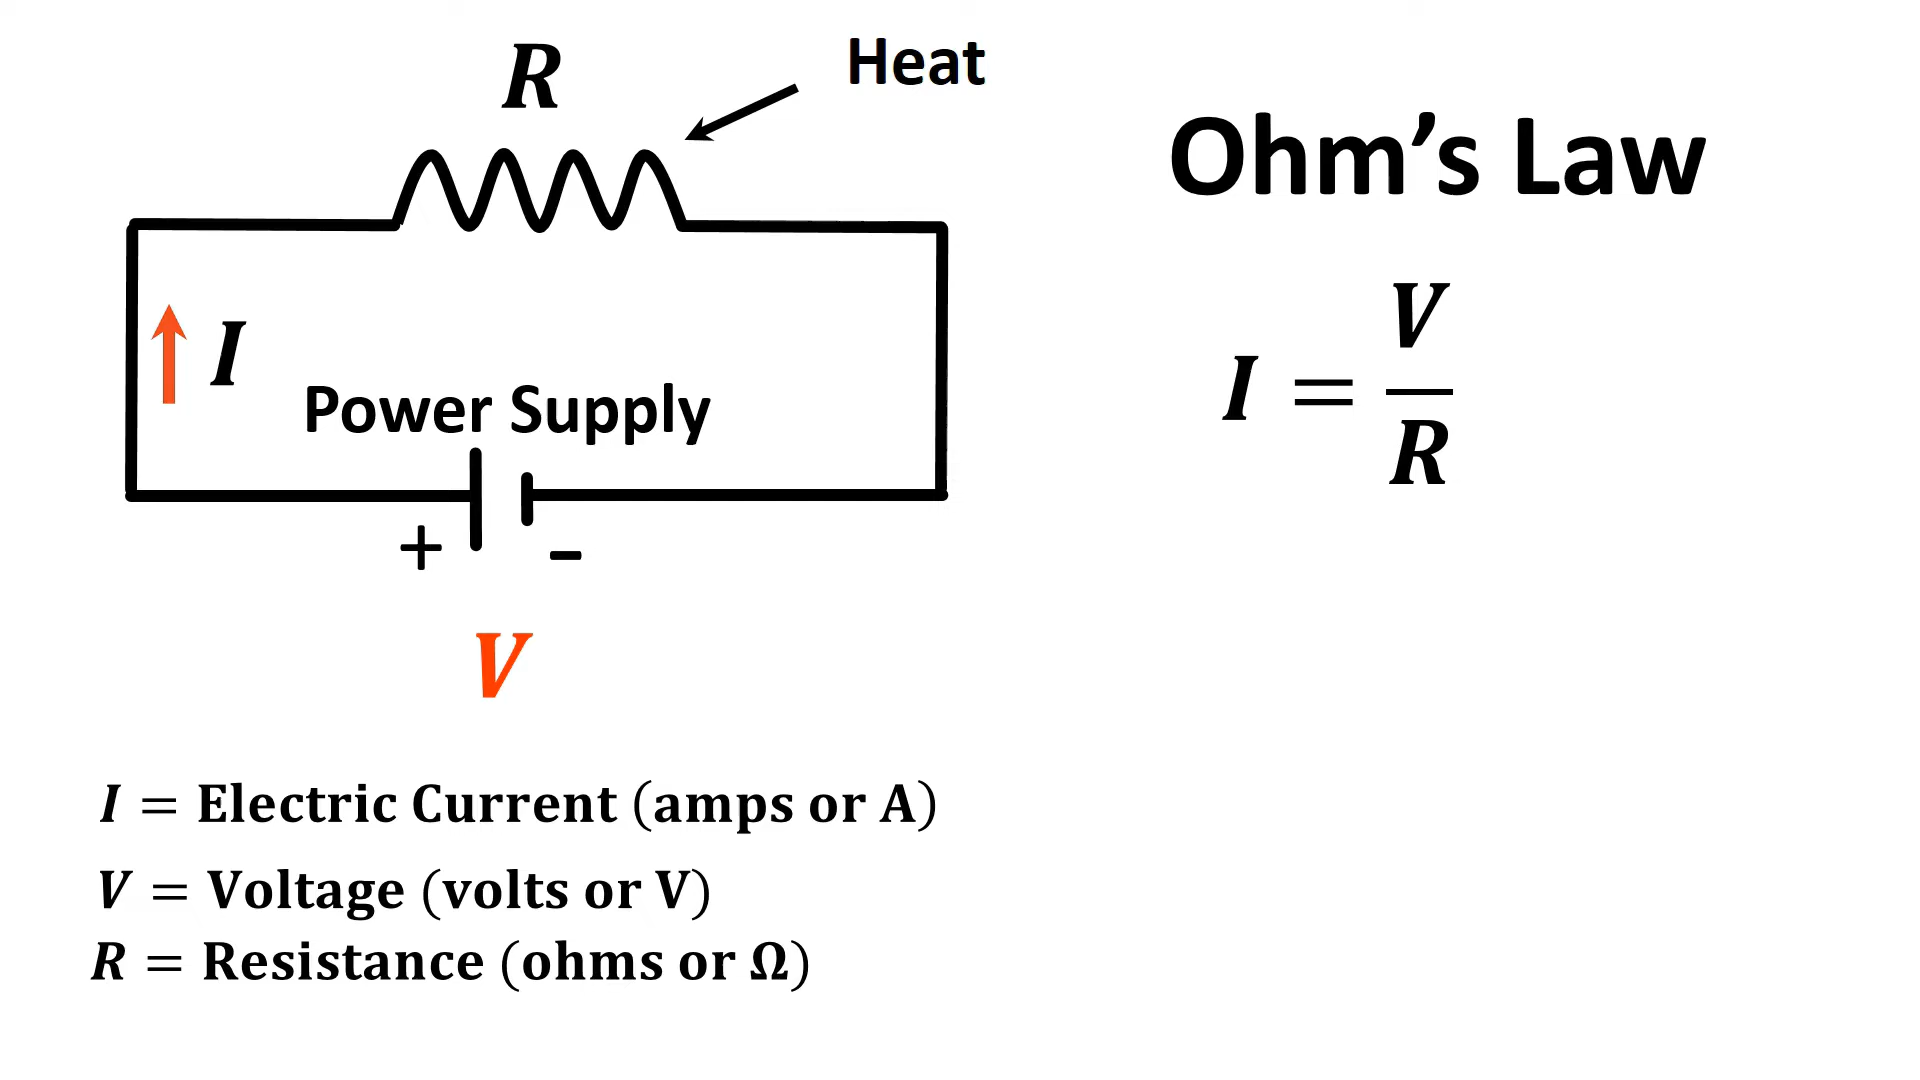 R
Heat
Ohm’s Law
I
Power Supply
+ −
V
I = V/R
I = Electric Current (amps or A)
V = Voltage (volts or V)
R = Resistance (ohms or Ω)